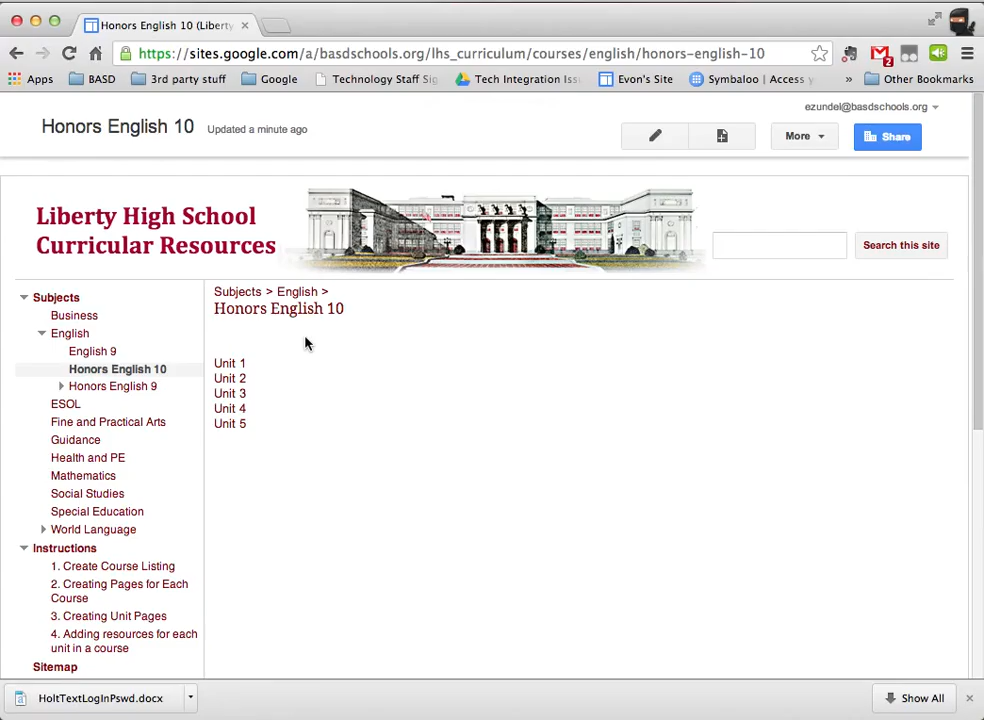 Honors English 10 (Liberty
https://sites.google.com/a/basdschools.org/lhs_curriculum/courses/english/honors-english-10
2
Apps
BASD
3rd party stuff
Google
Technology Staff Sig
Tech Integration Iss
Evon's Site
Symbaloo | Access y
»
Other Bookmarks
ezundel@basdschools.org
Honors English 10
Updated a minute ago
More
Share
Liberty High School
Curricular Resources
Search this site
Subjects
Business
English
English 9
Honors English 10
Honors English 9
ESOL
Fine and Practical Arts
Guidance
Health and PE
Mathematics
Social Studies
Special Education
World Language
Instructions
1. Create Course Listing
2. Creating Pages for Each
Course
3. Creating Unit Pages
4. Adding resources for each
unit in a course
Sitemap
Subjects > English >
Honors English 10
Unit 1
Unit 2
Unit 3
Unit 4
Unit 5
HoltTextLogInPswd.docx
Show All